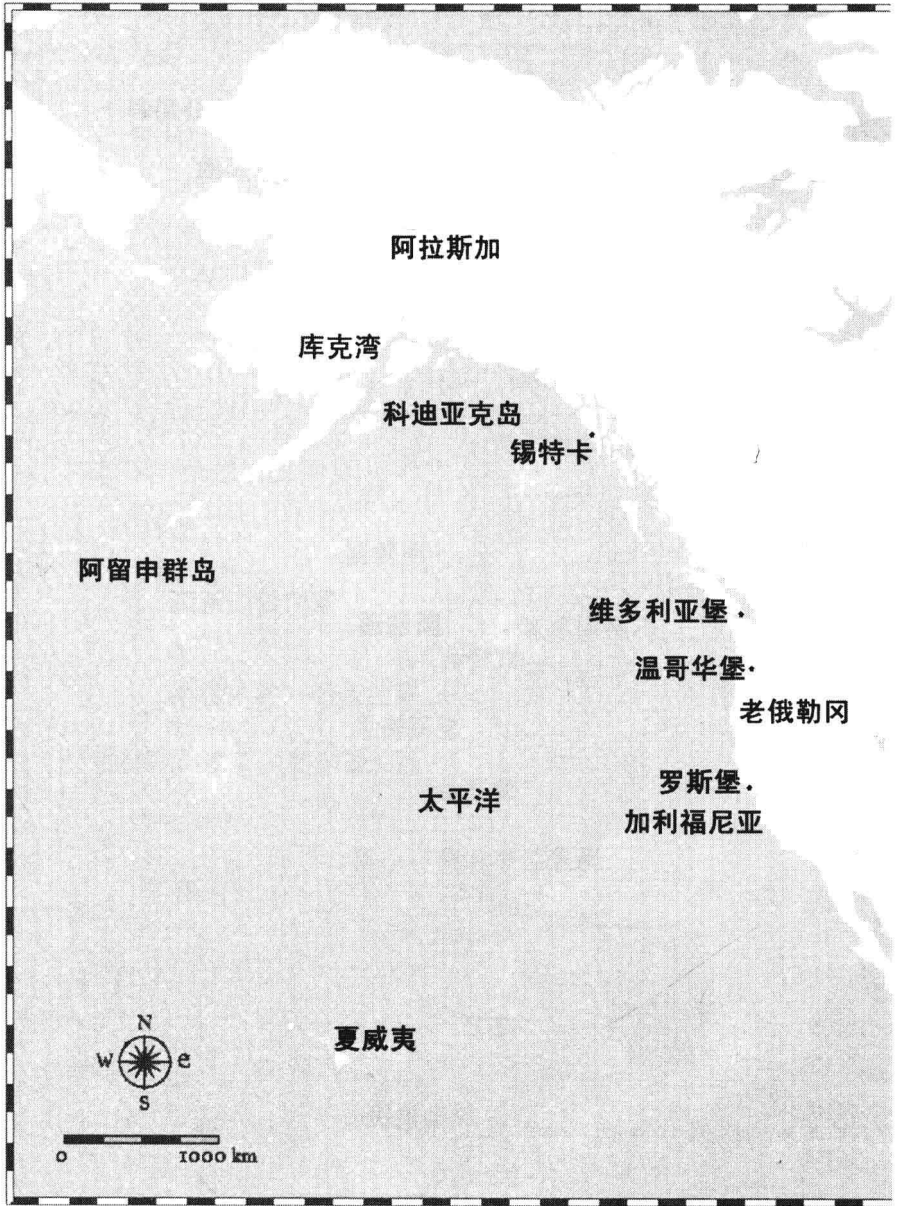 阿拉斯加
库克湾
科迪亚克岛
锡特卡
阿留申群岛
维多利亚堡
温哥华堡
老俄勒冈
罗斯堡
太平洋
加利福尼亚
夏威夷
N
W e
S
0 1000 km